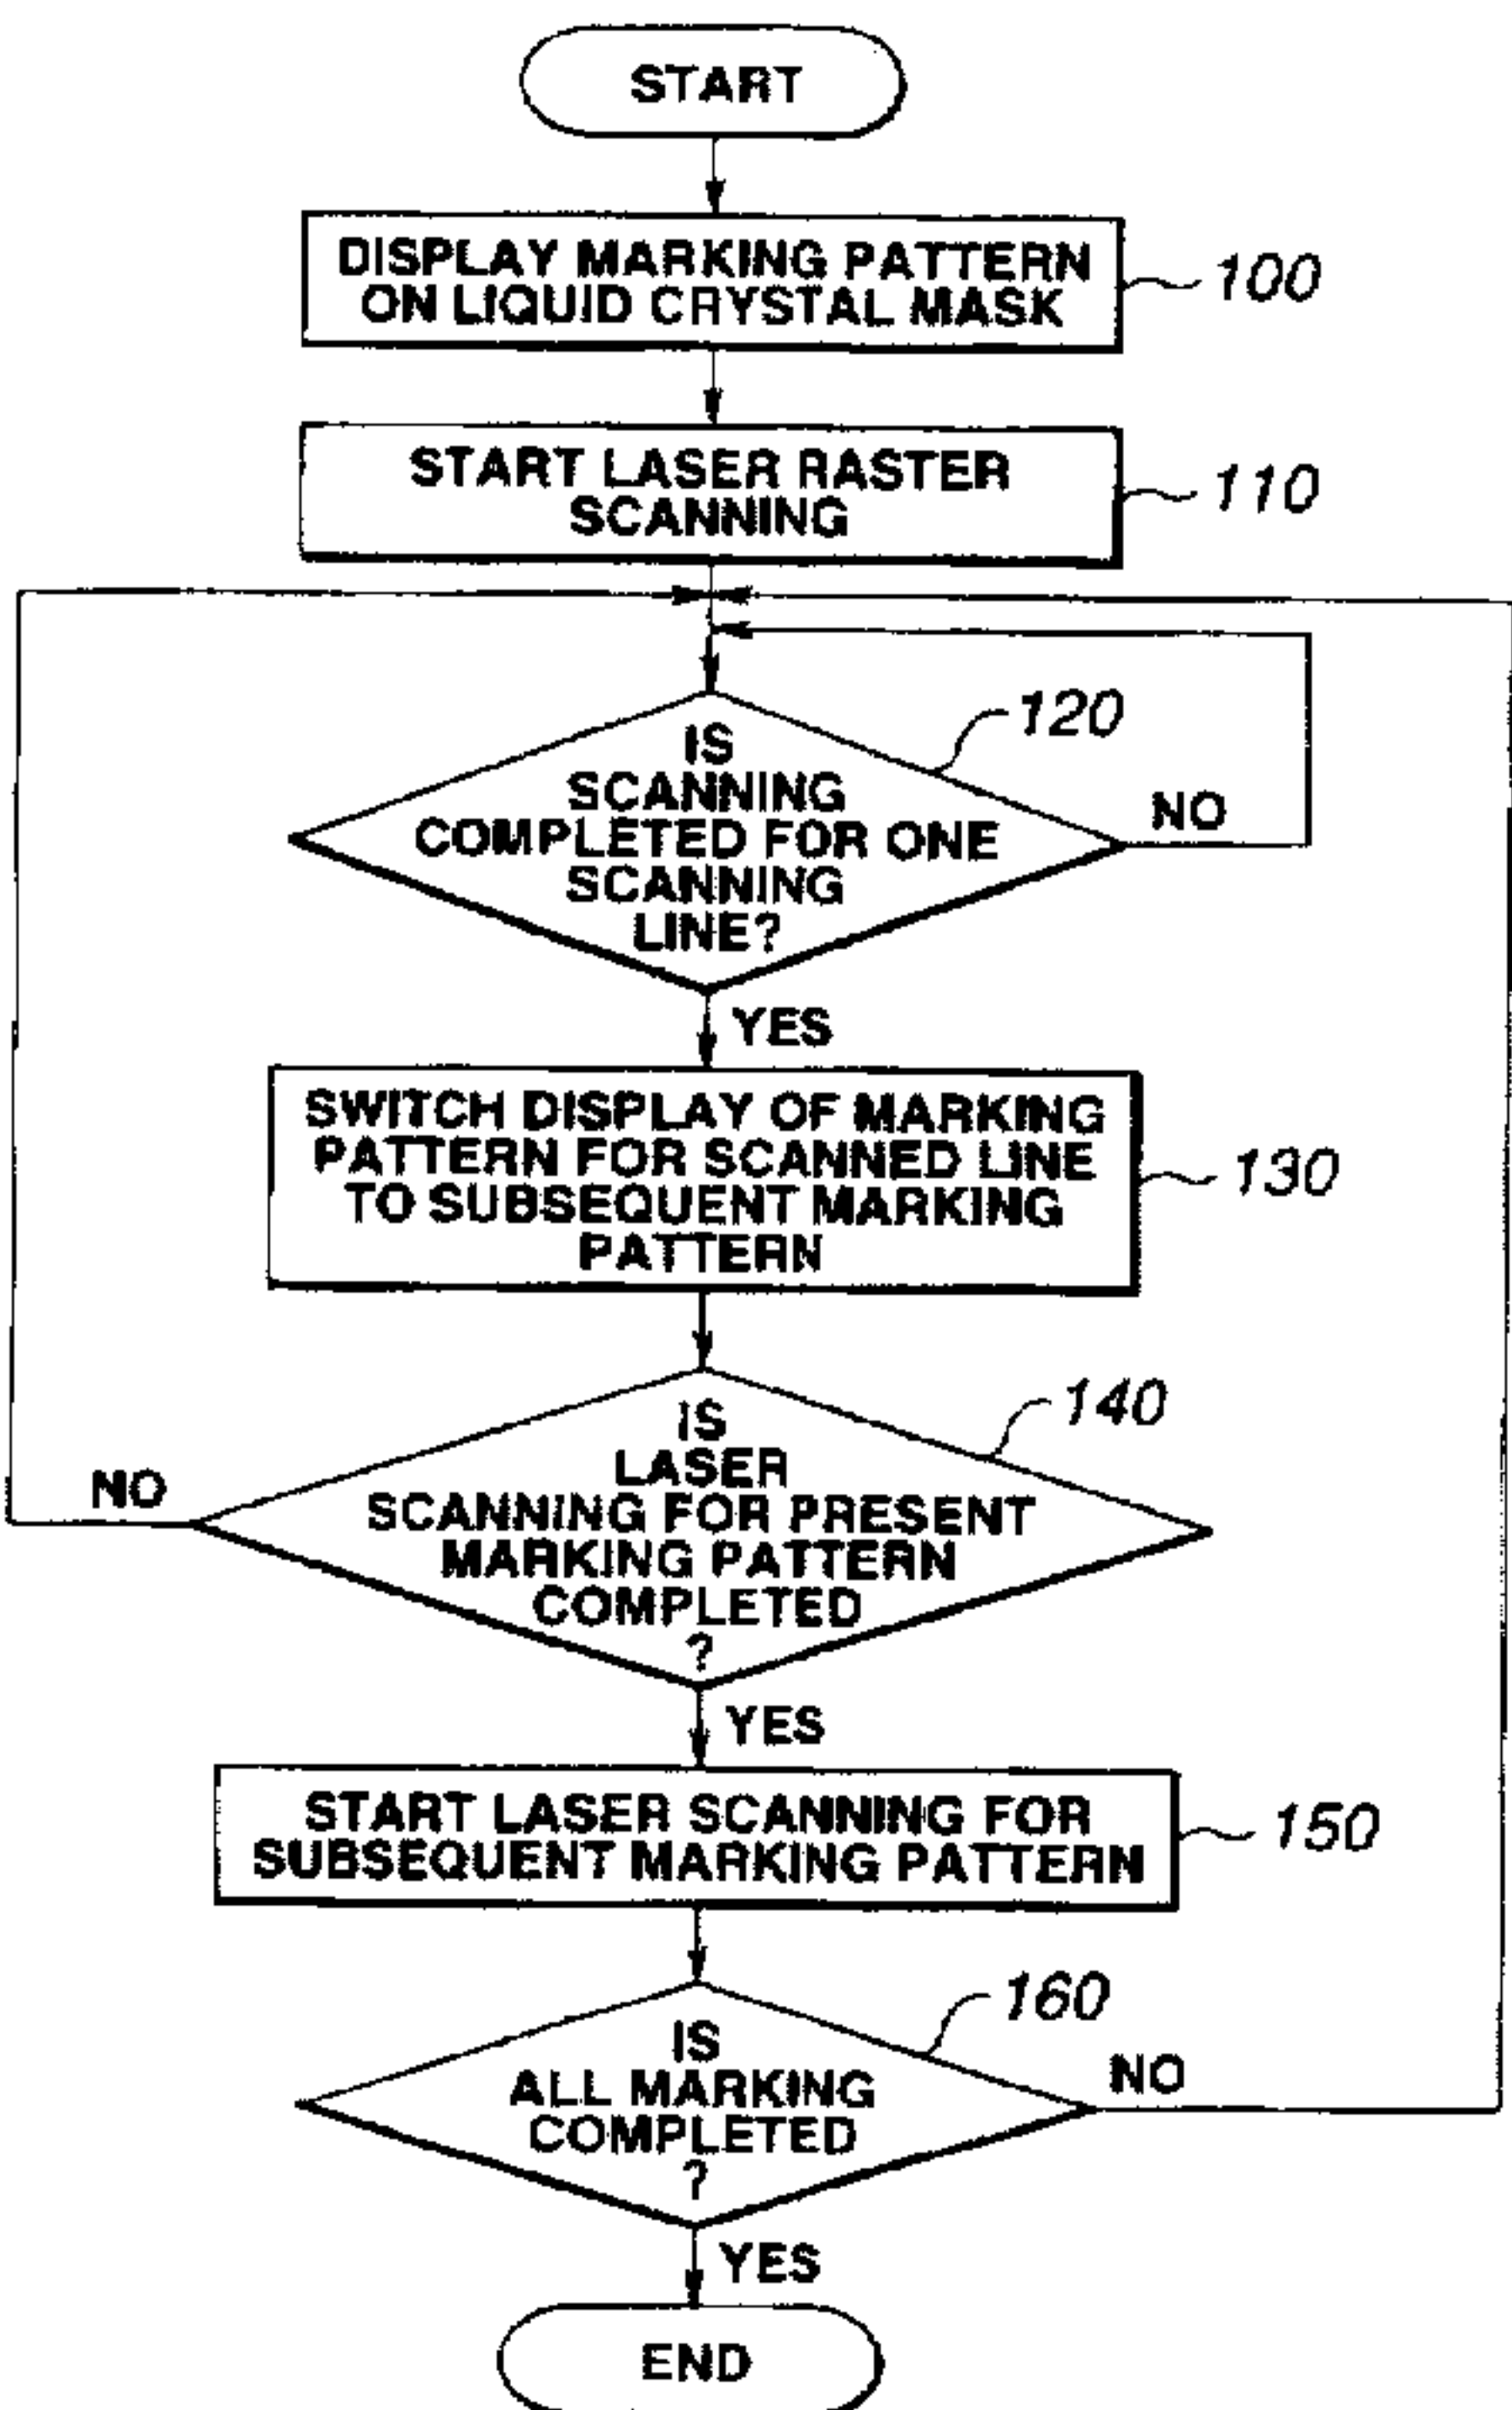 START
DISPLAY MARKING PATTERN
ON LIQUID CRYSTAL MASK
100
START LASER RASTER
SCANNING
110
120
IS
SCANNING
COMPLETED FOR ONE
SCANNING
LINE?
NO
YES
SWITCH DISPLAY OF MARKING
PATTERN FOR SCANNED LINE
TO SUBSEQUENT MARKING
PATTERN
130
140
IS
LASER
SCANNING FOR PRESENT
MARKING PATTERN
COMPLETED
?
NO
YES
START LASER SCANNING FOR
SUBSEQUENT MARKING PATTERN
150
160
IS
ALL MARKING
COMPLETED
?
NO
YES
END